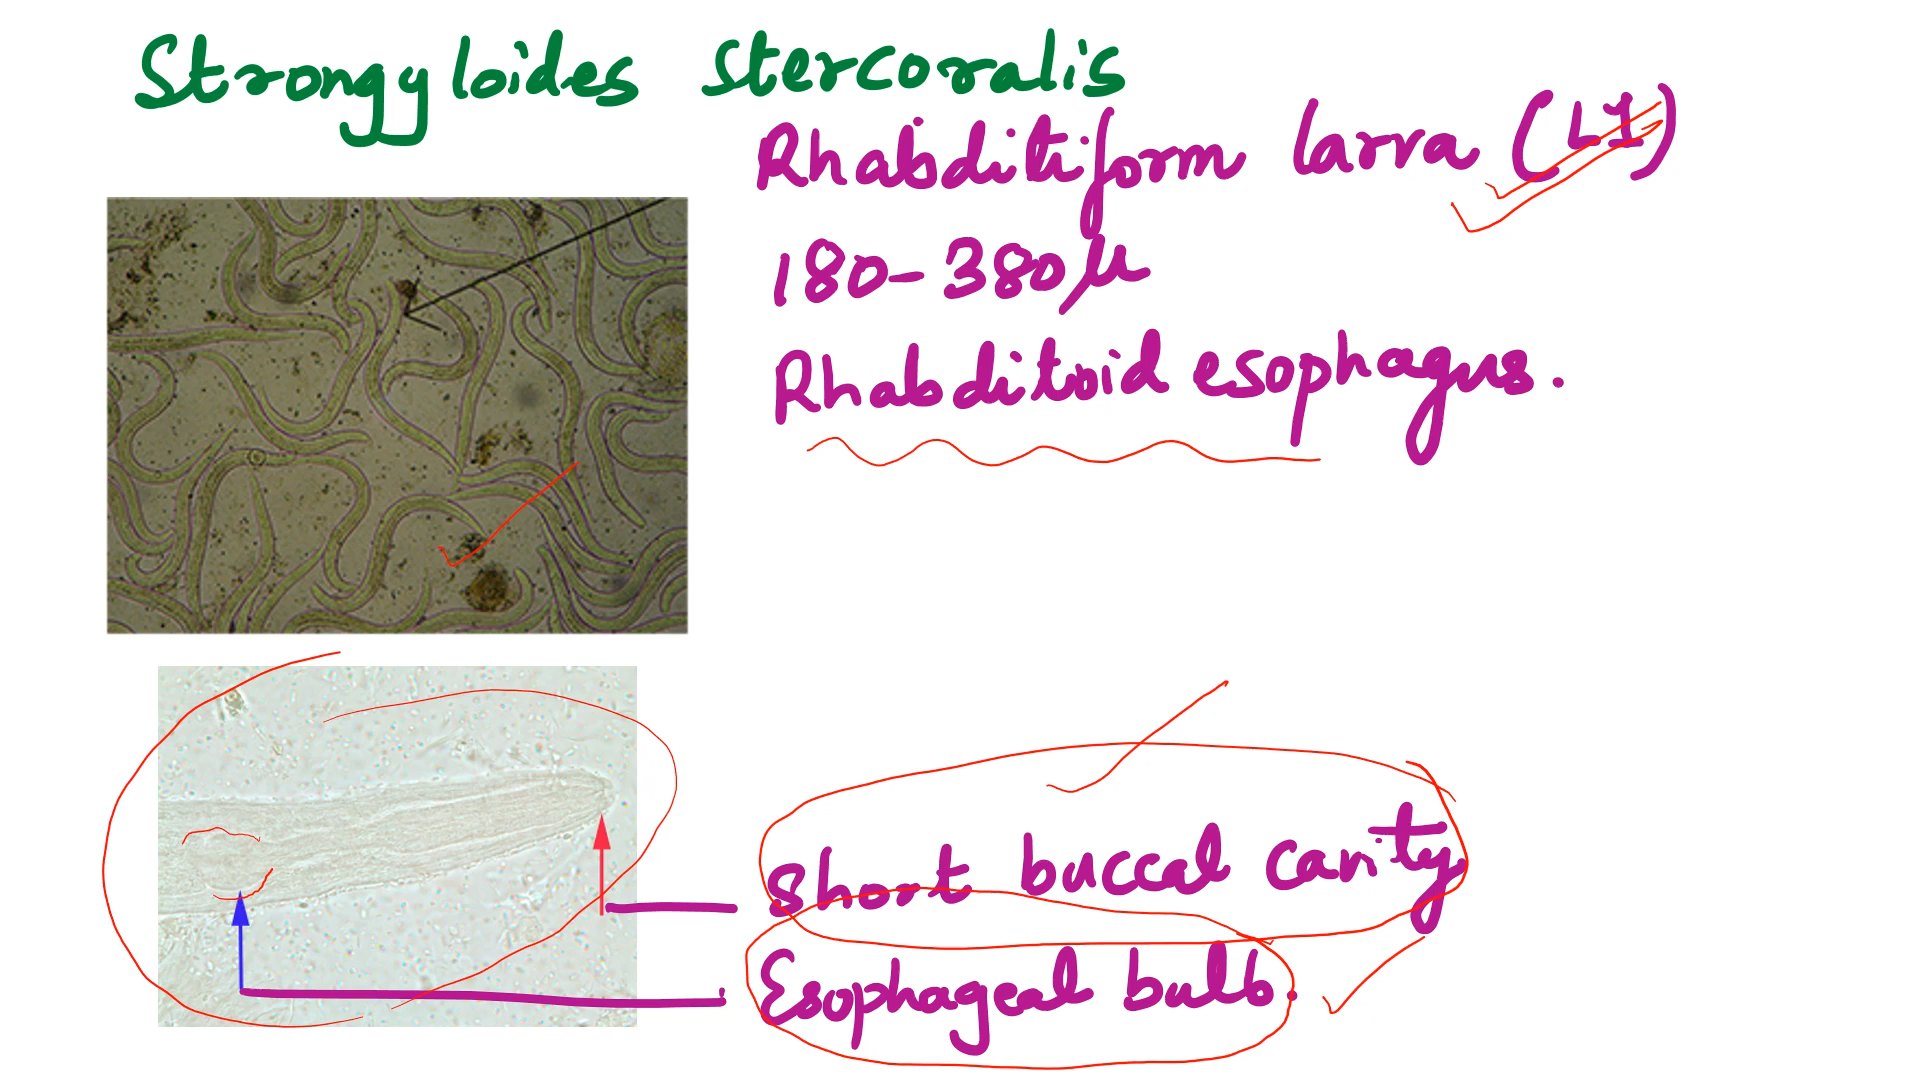 Strongyloides stercoralis
Rhabditiform larva (L1)
180-380µ
Rhabditoid esophagus.
Short buccal cavity
Esophageal bulb.